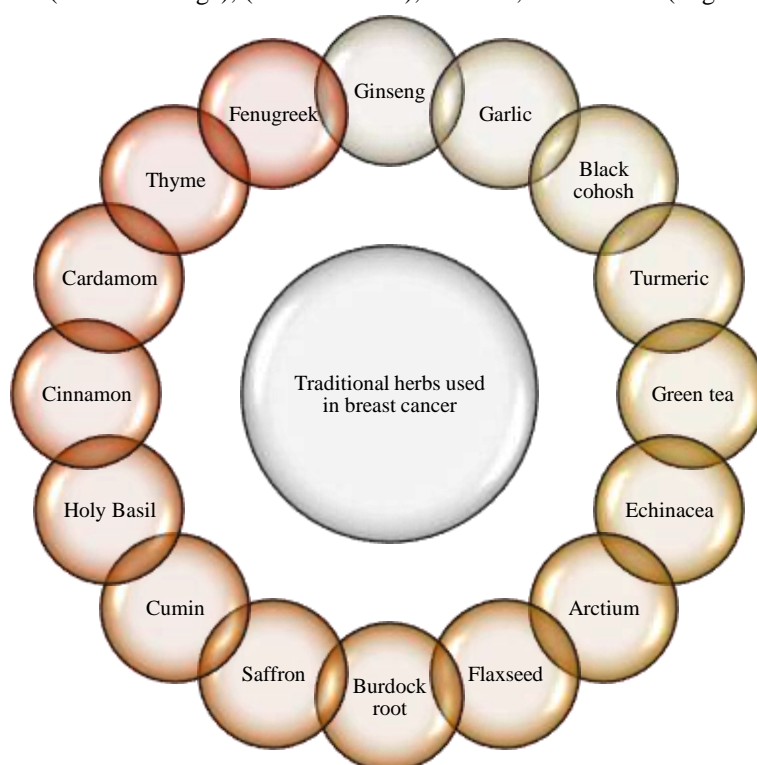 Ginseng
Garlic
Black
cohosh
Turmeric
Green tea
Echinacea
Arctium
Flaxseed
Burdock
root
Saffron
Cumin
Holy Basil
Cinnamon
Cardamom
Thyme
Fenugreek
Traditional herbs used
in breast cancer